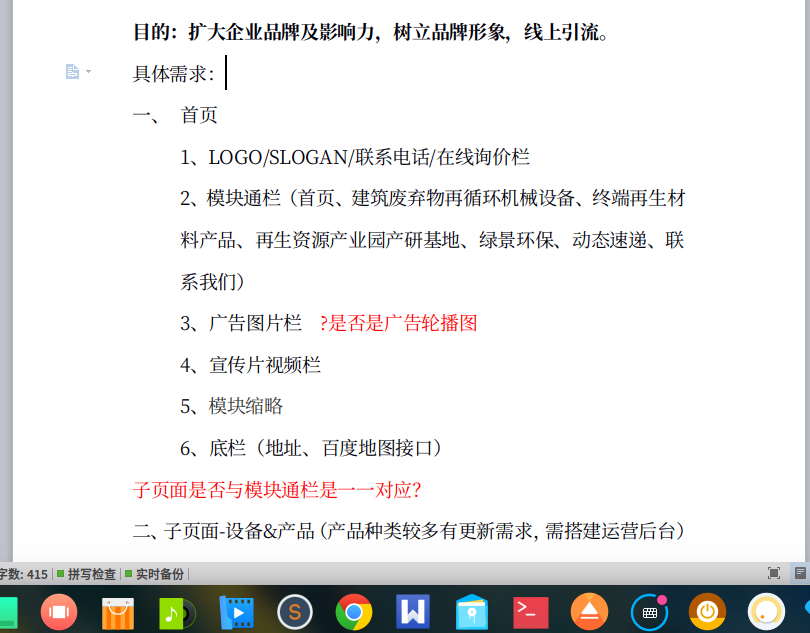 目的：扩大企业品牌及影响力，树立品牌形象，线上引流。
具体需求：
一、 首页
1、LOGO/SLOGAN/联系电话/在线询价栏
2、模块通栏（首页、建筑废弃物再循环机械设备、终端再生材
料产品、再生资源产业园产研基地、绿景环保、动态速递、联
系我们）
3、广告图片栏 ?是否是广告轮播图
4、宣传片视频栏
5、模块缩略
6、底栏（地址、百度地图接口）
子页面是否与模块通栏是一一对应?
二、子页面-设备&产品（产品种类较多有更新需求，需搭建运营后台）
字数: 415 拼写检查 实时备份